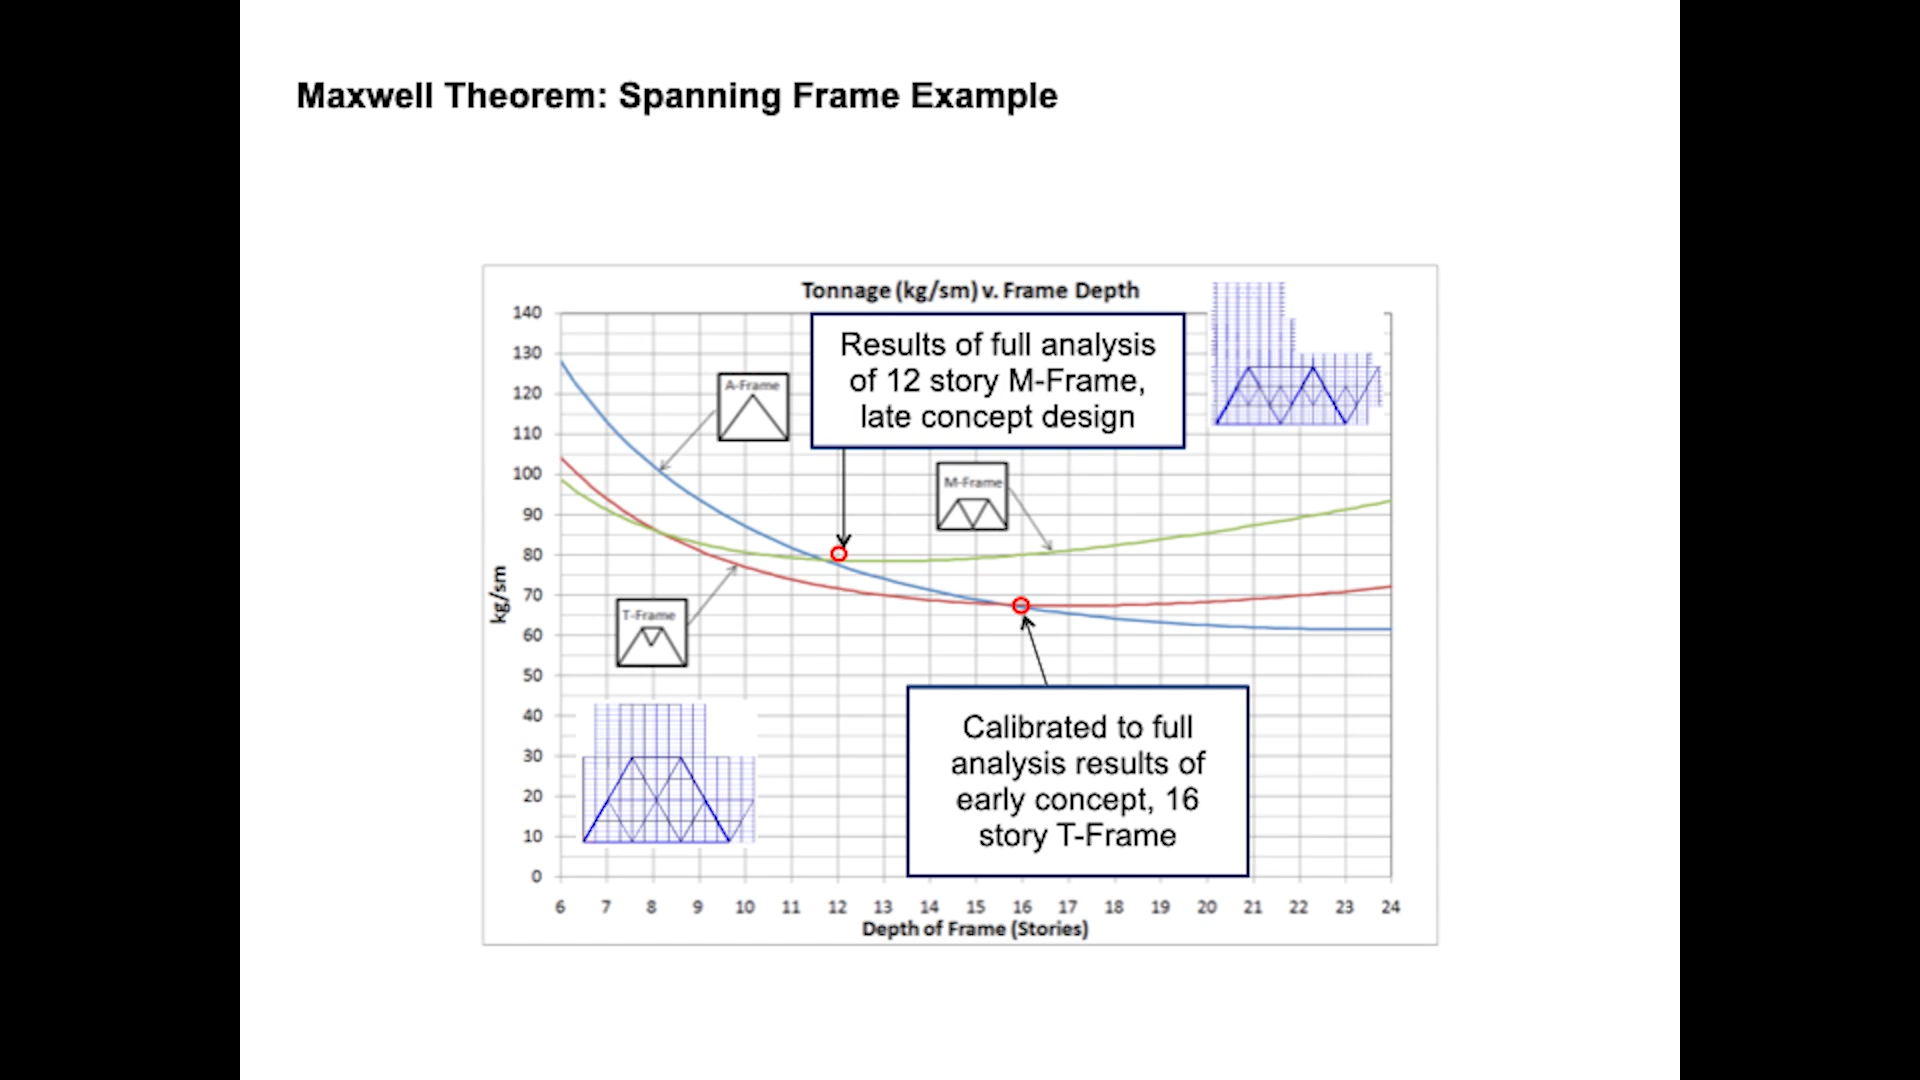 Maxwell Theorem: Spanning Frame Example
Tonnage (kg/sm) v. Frame Depth
140
130
120
110
100
90
80
70
60
50
40
30
20
10
0
kg/sm
A-Frame
Results of full analysis
of 12 story M-Frame,
late concept design
M-Frame
T-Frame
Calibrated to full
analysis results of
early concept, 16
story T-Frame
6 7 8 9 10 11 12 13 14 15 16 17 18 19 20 21 22 23 24
Depth of Frame (Stories)